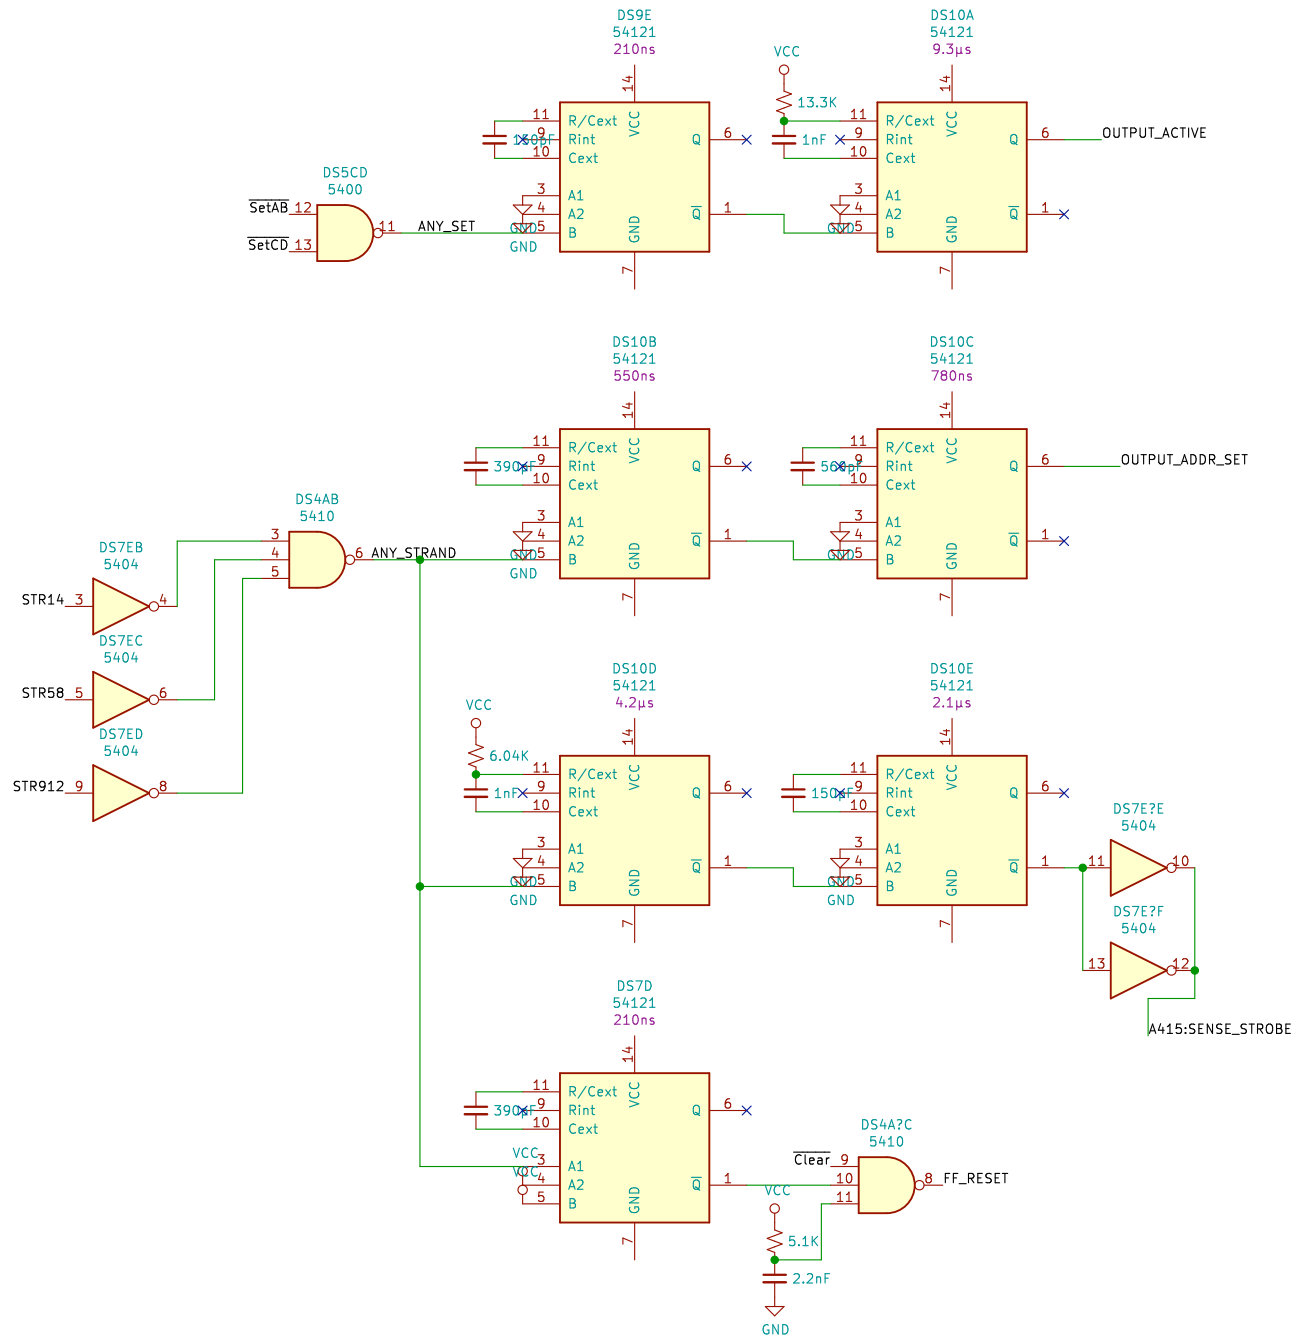 DS9E
54121
210ns
14
VCC
11 R/Cext
9 Rint
10 Cext
3 A1
4 A2
5 B
Q 6
Q̅ 1
GND
7
GND
GND
DS10A
54121
9.3µs
VCC
13.3K
1nF
14
VCC
11 R/Cext
9 Rint
10 Cext
3 A1
4 A2
5 B
Q 6
Q̅ 1
GND
7
GND
OUTPUT_ACTIVE
DS5CD
5400
SetAB 12
SetCD 13
11
ANY_SET
DS10B
54121
550ns
14
VCC
390pF
11 R/Cext
9 Rint
10 Cext
3 A1
4 A2
5 B
Q 6
Q̅ 1
GND
7
GND
GND
DS10C
54121
780ns
14
VCC
560pF
11 R/Cext
9 Rint
10 Cext
3 A1
4 A2
5 B
Q 6
Q̅ 1
GND
7
GND
OUTPUT_ADDR_SET
DS4AB
5410
3
4
5
6
ANY_STRAND
DS7EB
5404
STR14 3
4
DS7EC
5404
STR58 5
6
DS7ED
5404
STR912 9
8
DS10D
54121
4.2µs
VCC
6.04K
1nF
14
VCC
11 R/Cext
9 Rint
10 Cext
3 A1
4 A2
5 B
Q 6
Q̅ 1
GND
7
GND
GND
DS10E
54121
2.1µs
14
VCC
150pF
11 R/Cext
9 Rint
10 Cext
3 A1
4 A2
5 B
Q 6
Q̅ 1
GND
7
GND
GND
DS7E?E
5404
11
10
DS7E?F
5404
13
12
A415:SENSE_STROBE
DS7D
54121
210ns
14
VCC
390pF
11 R/Cext
9 Rint
10 Cext
VCC
VCC
3 A1
4 A2
5 B
Q 6
Q̅ 1
GND
7
DS4A?C
5410
Clear 9
10
11
8
FF_RESET
VCC
5.1K
2.2nF
GND